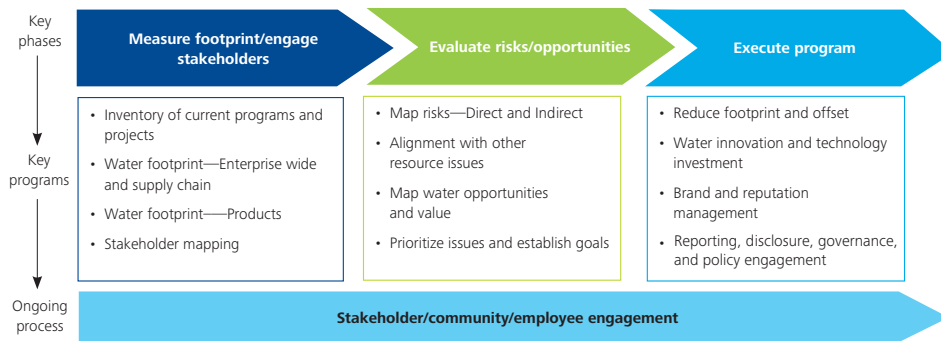 Key
phases
Measure footprint/engage
stakeholders
Evaluate risks/opportunities
Execute program
Key
programs
• Inventory of current programs and
projects
• Water footprint—Enterprise wide
and supply chain
• Water footprint——Products
• Stakeholder mapping
• Map risks—Direct and Indirect
• Alignment with other
resource issues
• Map water opportunities
and value
• Prioritize issues and establish goals
• Reduce footprint and offset
• Water innovation and technology
investment
• Brand and reputation
management
• Reporting, disclosure, governance,
and policy engagement
Ongoing
process
Stakeholder/community/employee engagement